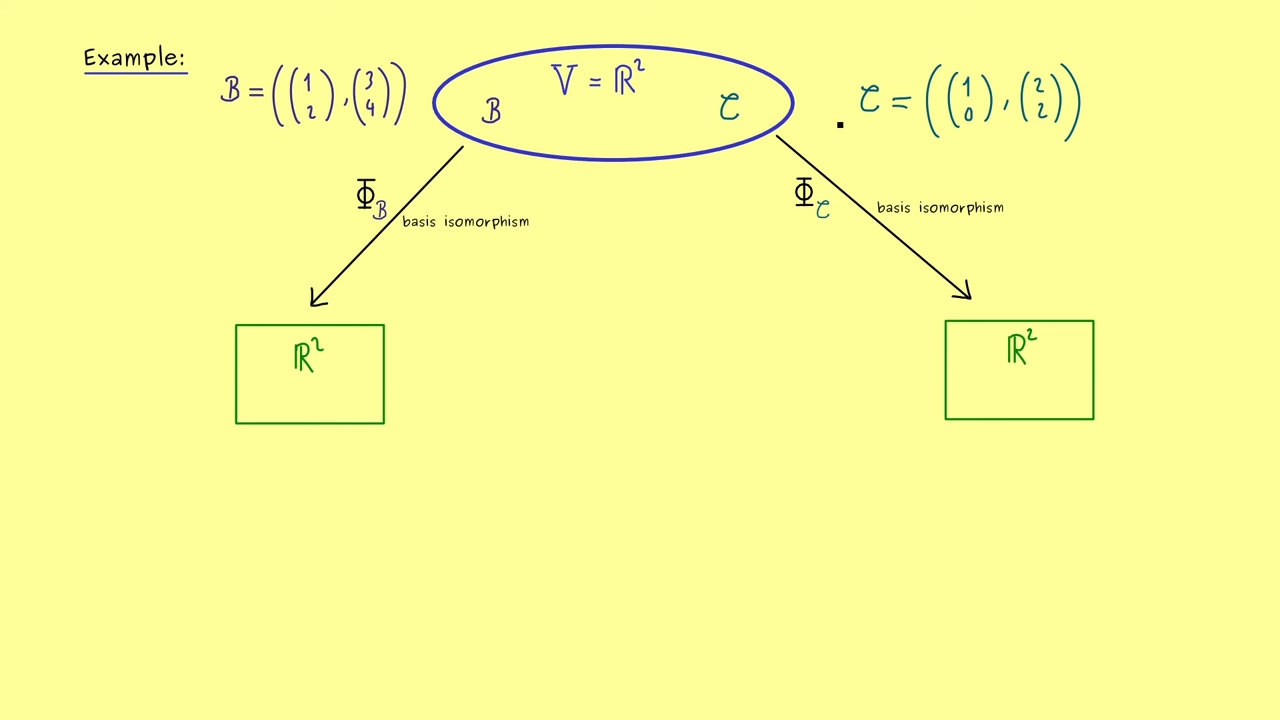 Example:
ℬ = ((1 2), (3 4))
V = ℝ²
ℬ
𝒞
𝒞 = ((1 0), (2 2))
Φ_ℬ
basis isomorphism
Φ_𝒞
basis isomorphism
ℝ²
ℝ²